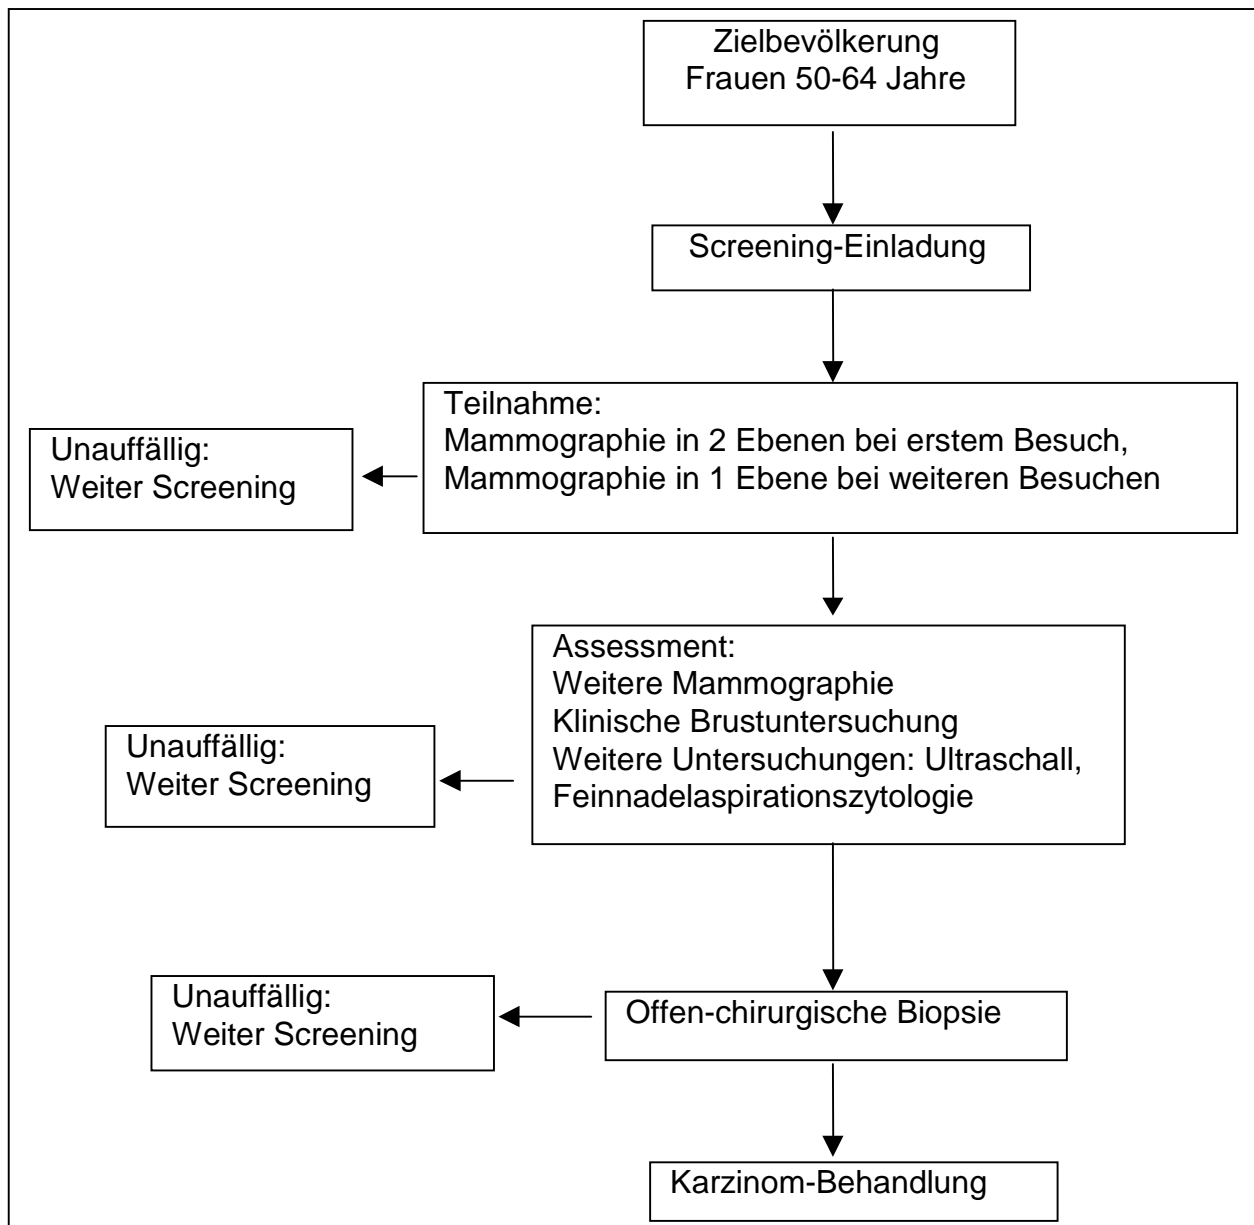 Zielbevölkerung
Frauen 50-64 Jahre
Screening-Einladung
Teilnahme:
Mammographie in 2 Ebenen bei erstem Besuch,
Mammographie in 1 Ebene bei weiteren Besuchen
Unauffällig:
Weiter Screening
Assessment:
Weitere Mammographie
Klinische Brustuntersuchung
Weitere Untersuchungen: Ultraschall,
Feinnadelaspirationszytologie
Unauffällig:
Weiter Screening
Offen-chirurgische Biopsie
Unauffällig:
Weiter Screening
Karzinom-Behandlung